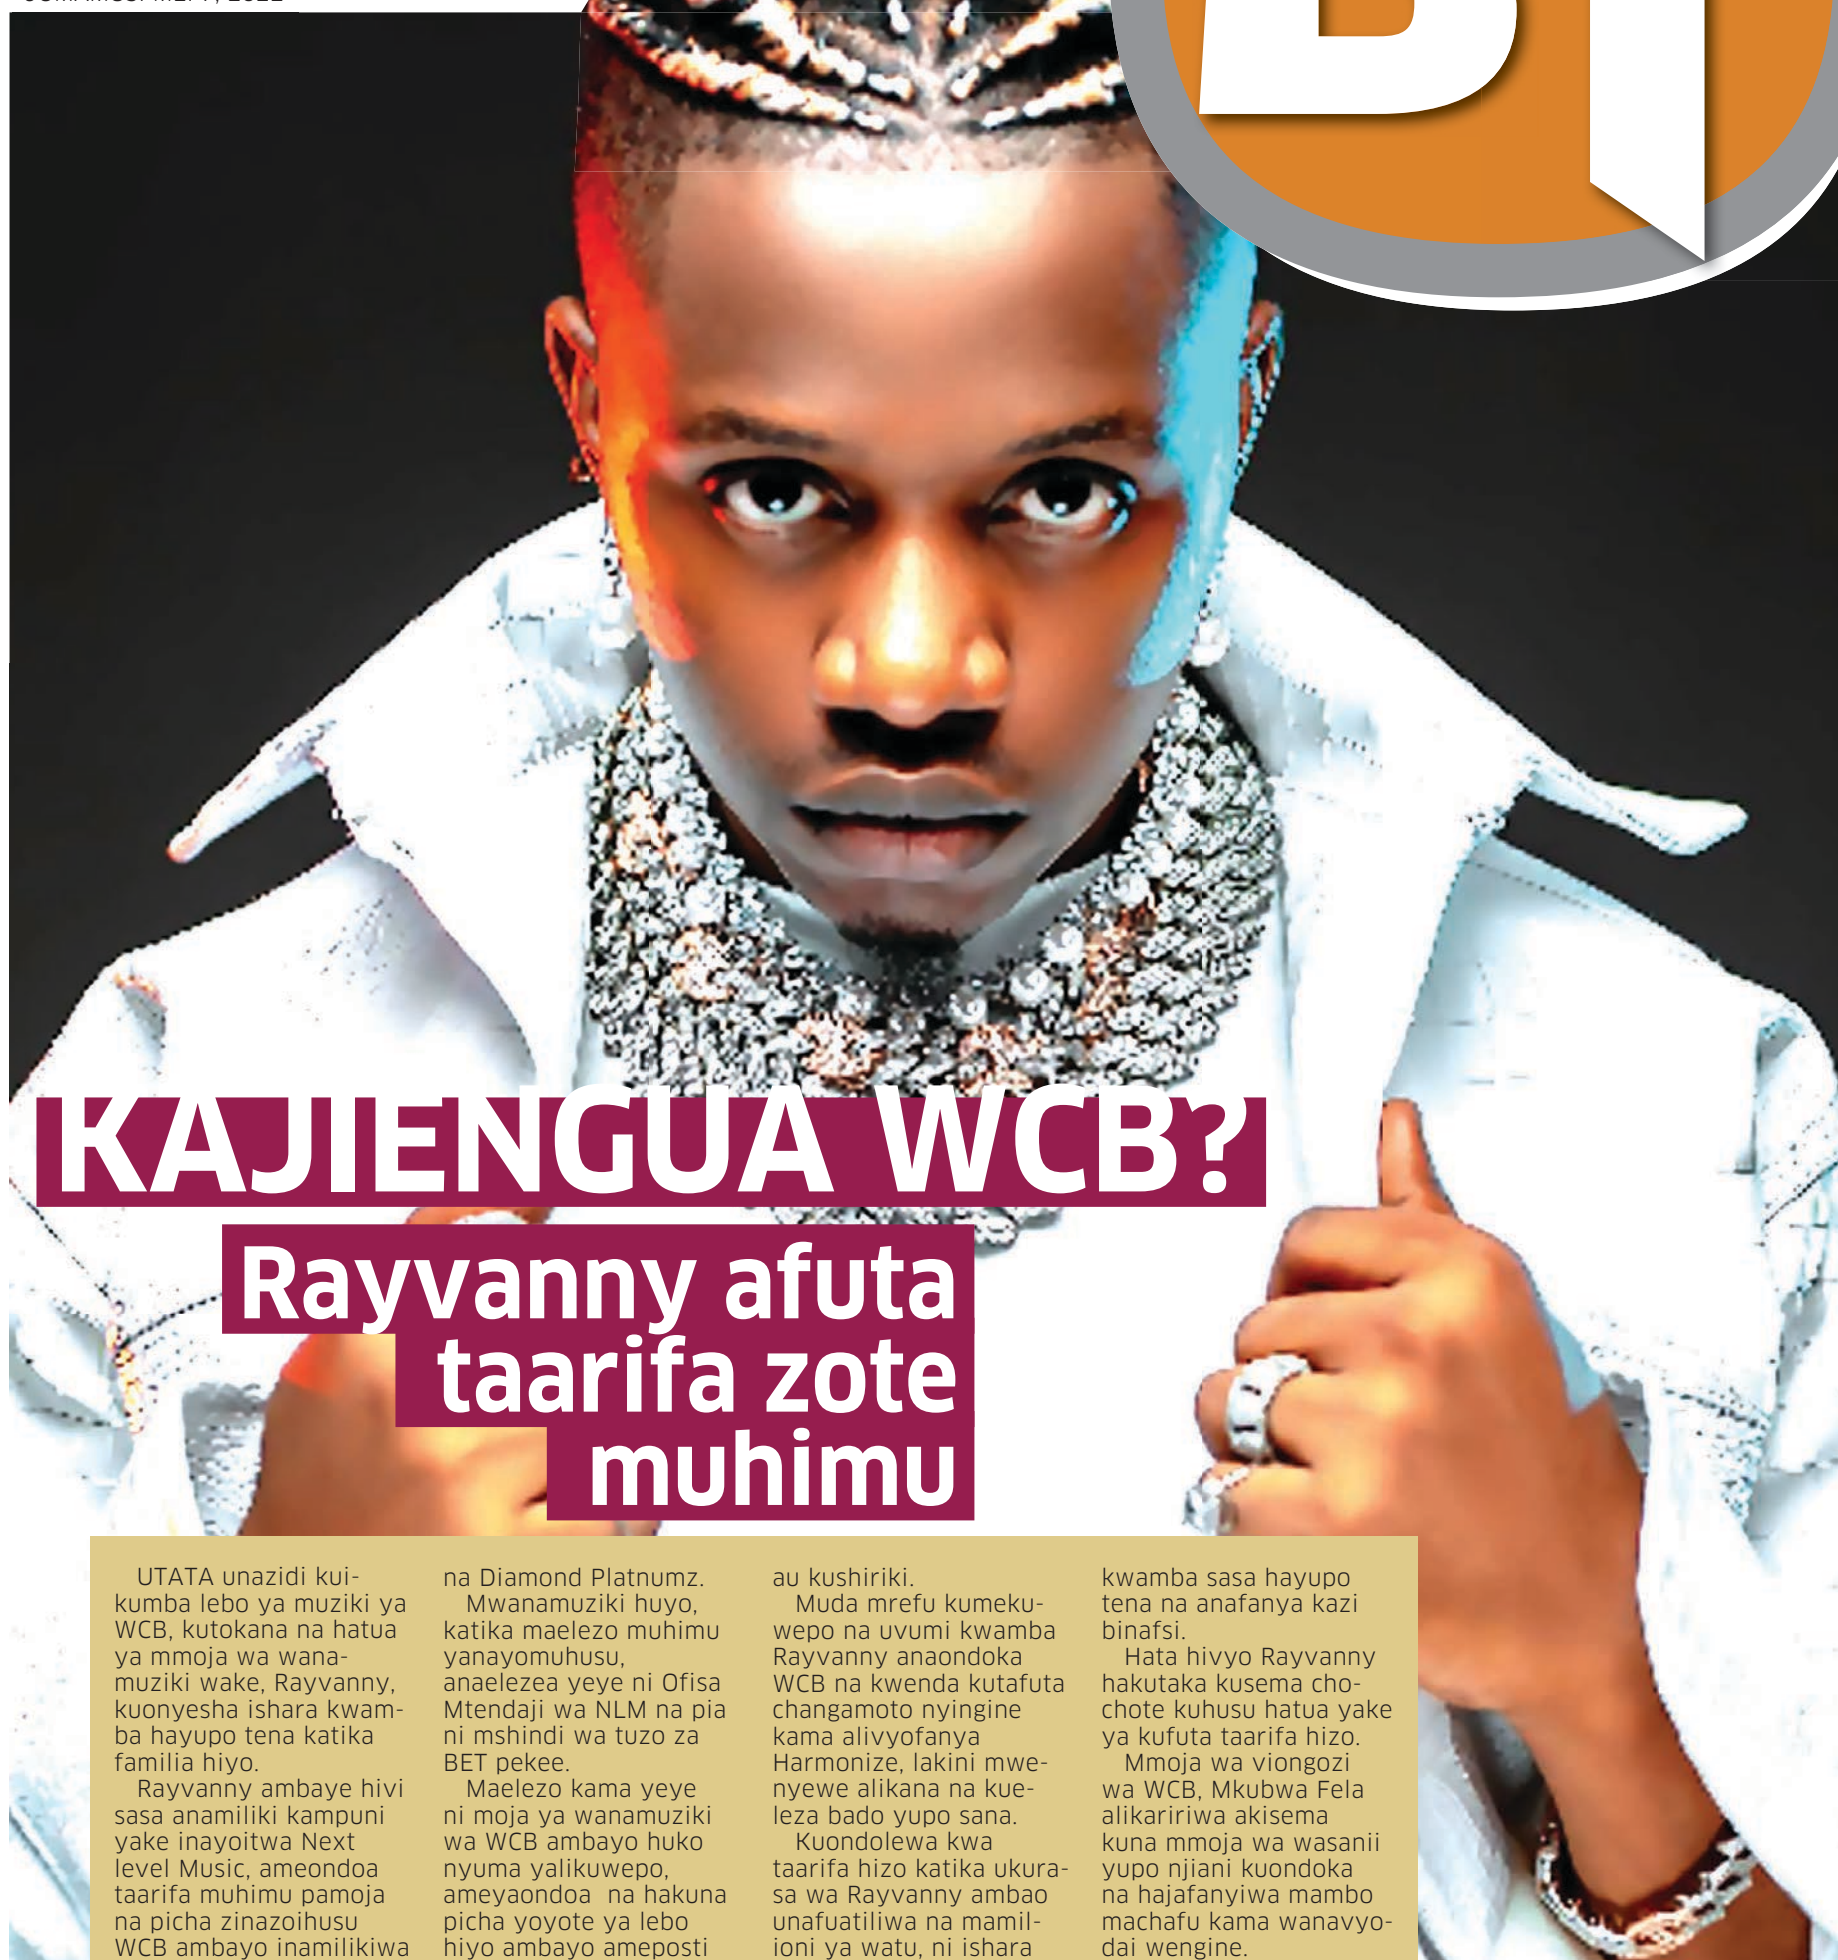 BT
KAJIENGUA WCB?
Rayvanny afuta
taarifa zote
muhimu
UTATA unazidi kui-
kumba lebo ya muziki ya
WCB, kutokana na hatua
ya mmoja wa wana-
muziki wake, Rayvanny,
kuonyesha ishara kwam-
ba hayupo tena katika
familia hiyo.
Rayvanny ambaye hivi
sasa anamiliki kampuni
yake inayoitwa Next
level Music, ameondoa
taarifa muhimu pamoja
na picha zinazoihusu
WCB ambayo inamilikiwa
na Diamond Platnumz.
Mwanamuziki huyo,
katika maelezo muhimu
yanayomuhusu,
anaelezea yeye ni Ofisa
Mtendaji wa NLM na pia
ni mshindi wa tuzo za
BET pekee.
Maelezo kama yeye
ni moja ya wanamuziki
wa WCB ambayo huko
nyuma yalikuwepo,
ameyaondoa na hakuna
picha yoyote ya lebo
hiyo ambayo ameposti
au kushiriki.
Muda mrefu kumeku-
wepo na uvumi kwamba
Rayvanny anaondoka
WCB na kwenda kutafuta
changamoto nyingine
kama alivyofanya
Harmonize, lakini mwe-
nyewe alikana na kue-
leza bado yupo sana.
Kuondolewa kwa
taarifa hizo katika ukura-
sa wa Rayvanny ambao
unafuatiliwa na mamil-
ioni ya watu, ni ishara
kwamba sasa hayupo
tena na anafanya kazi
binafsi.
Hata hivyo Rayvanny
hakutaka kusema cho-
chote kuhusu hatua yake
ya kufuta taarifa hizo.
Mmoja wa viongozi
wa WCB, Mkubwa Fela
alikaririwa akisema
kuna mmoja wa wasanii
yupo njiani kuondoka
na hajafanyiwa mambo
machafu kama wanavyo-
dai wengine.